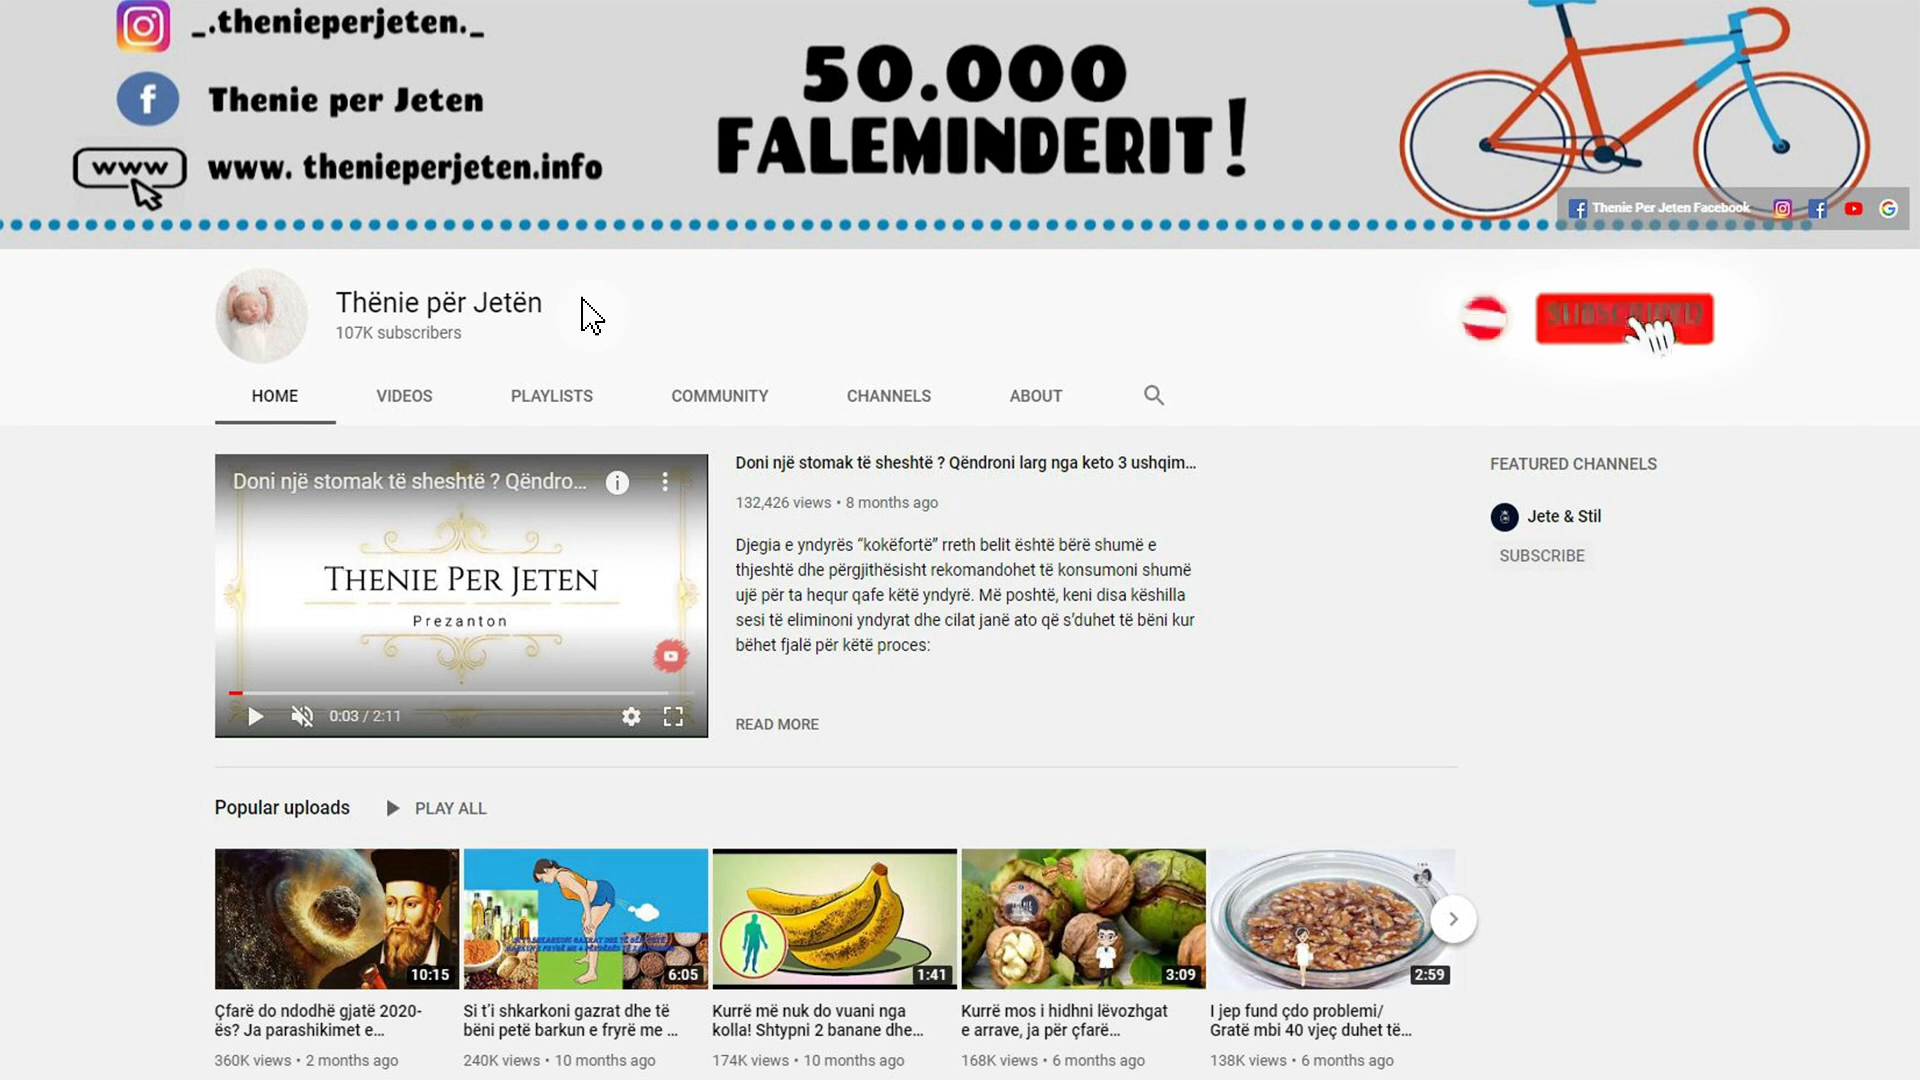 _.thenieperjeten._
Thenie per Jeten
www
www. thenieperjeten.info
50.000
FALEMINDERIT!
Thenie Per Jeten Facebook
Thënie për Jetën
107K subscribers
HOME
VIDEOS
PLAYLISTS
COMMUNITY
CHANNELS
ABOUT
Doni një stomak të sheshtë ? Qëndro...
THENIE PER JETEN
Prezanton
0:03 / 2:11
Doni një stomak të sheshtë ? Qëndroni larg nga keto 3 ushqim...
132,426 views • 8 months ago
Djegia e yndyrës “kokëfortë” rreth belit është bërë shumë e
thjeshtë dhe përgjithësisht rekomandohet të konsumoni shumë
ujë për ta hequr qafe këtë yndyrë. Më poshtë, keni disa këshilla
sesi të eliminoni yndyrat dhe cilat janë ato që s’duhet të bëni kur
bëhet fjalë për këtë proces:
READ MORE
FEATURED CHANNELS
Jete & Stil
SUBSCRIBE
Popular uploads
PLAY ALL
10:15
6:05
1:41
3:09
2:59
Çfarë do ndodhë gjatë 2020-
ës? Ja parashikimet e...
360K views • 2 months ago
Si t’i shkarkoni gazrat dhe të
bëni petë barkun e fryrë me ...
240K views • 10 months ago
Kurrë më nuk do vuani nga
kolla! Shtypni 2 banane dhe...
174K views • 10 months ago
Kurrë mos i hidhni lëvozhgat
e arrave, ja për çfarë...
168K views • 6 months ago
I jep fund çdo problemi/
Gratë mbi 40 vjeç duhet të...
138K views • 6 months ago